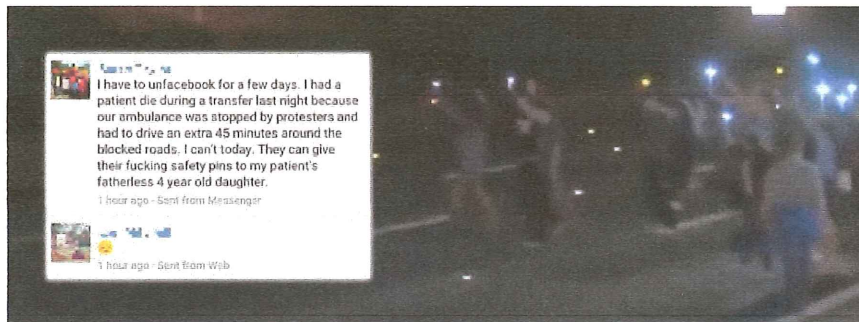 I have to unfacebook for a few days. I had a
patient die during a transfer last night because
our ambulance was stopped by protesters and
had to drive an extra 45 minutes around the
blocked roads. I can't today. They can give
their fucking safety pins to my patient's
fatherless 4 year old daughter.
1 hour ago · Sent from Messenger
1 hour ago · Sent from Web